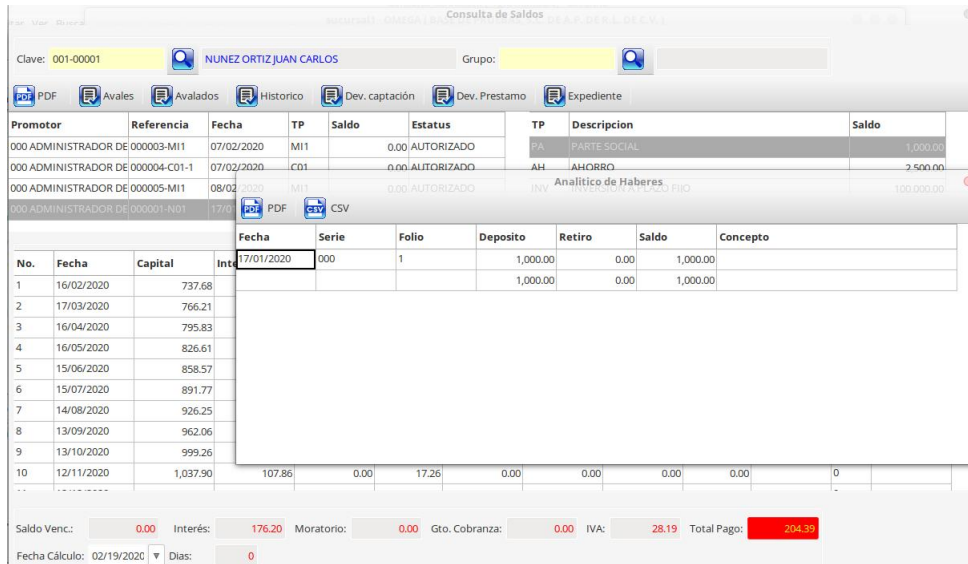 Consulta de Saldos
Clave: 001-00001 NUNEZ ORTIZ JUAN CARLOS Grupo:
PDF Avales Avalados Historico Dev. captación Dev. Prestamo Expediente
Promotor Referencia Fecha TP Saldo Estatus TP Descripcion Saldo
000 ADMINISTRADOR DE 000003-MI1 07/02/2020 MI1 0.00 AUTORIZADO PA PARTE SOCIAL 1,000.00
000 ADMINISTRADOR DE 000004-C01-1 07/02/2020 C01 0.00 AUTORIZADO AH AHORRO 2,500.00
000 ADMINISTRADOR DE 000005-MI1 08/02/2020 MI1 0.00 AUTORIZADO INV INVERSION A PLAZO FIJO 100,000.00
000 ADMINISTRADOR DE 000001-N01 17/01
Analitico de Haberes
PDF CSV
Fecha Serie Folio Deposito Retiro Saldo Concepto
17/01/2020 000 1 1,000.00 0.00 1,000.00
1,000.00 0.00 1,000.00
No. Fecha Capital Inte
1 16/02/2020 737.68
2 17/03/2020 766.21
3 16/04/2020 795.83
4 16/05/2020 826.61
5 15/06/2020 858.57
6 15/07/2020 891.77
7 14/08/2020 926.25
8 13/09/2020 962.06
9 13/10/2020 999.26
10 12/11/2020 1,037.90 107.86 0.00 17.26 0.00 0.00 0.00 0.00 0
Saldo Venc.: 0.00 Interés: 176.20 Moratorio: 0.00 Gto. Cobranza: 0.00 IVA: 28.19 Total Pago: 204.39
Fecha Cálculo: 02/19/2020 Dias: 0